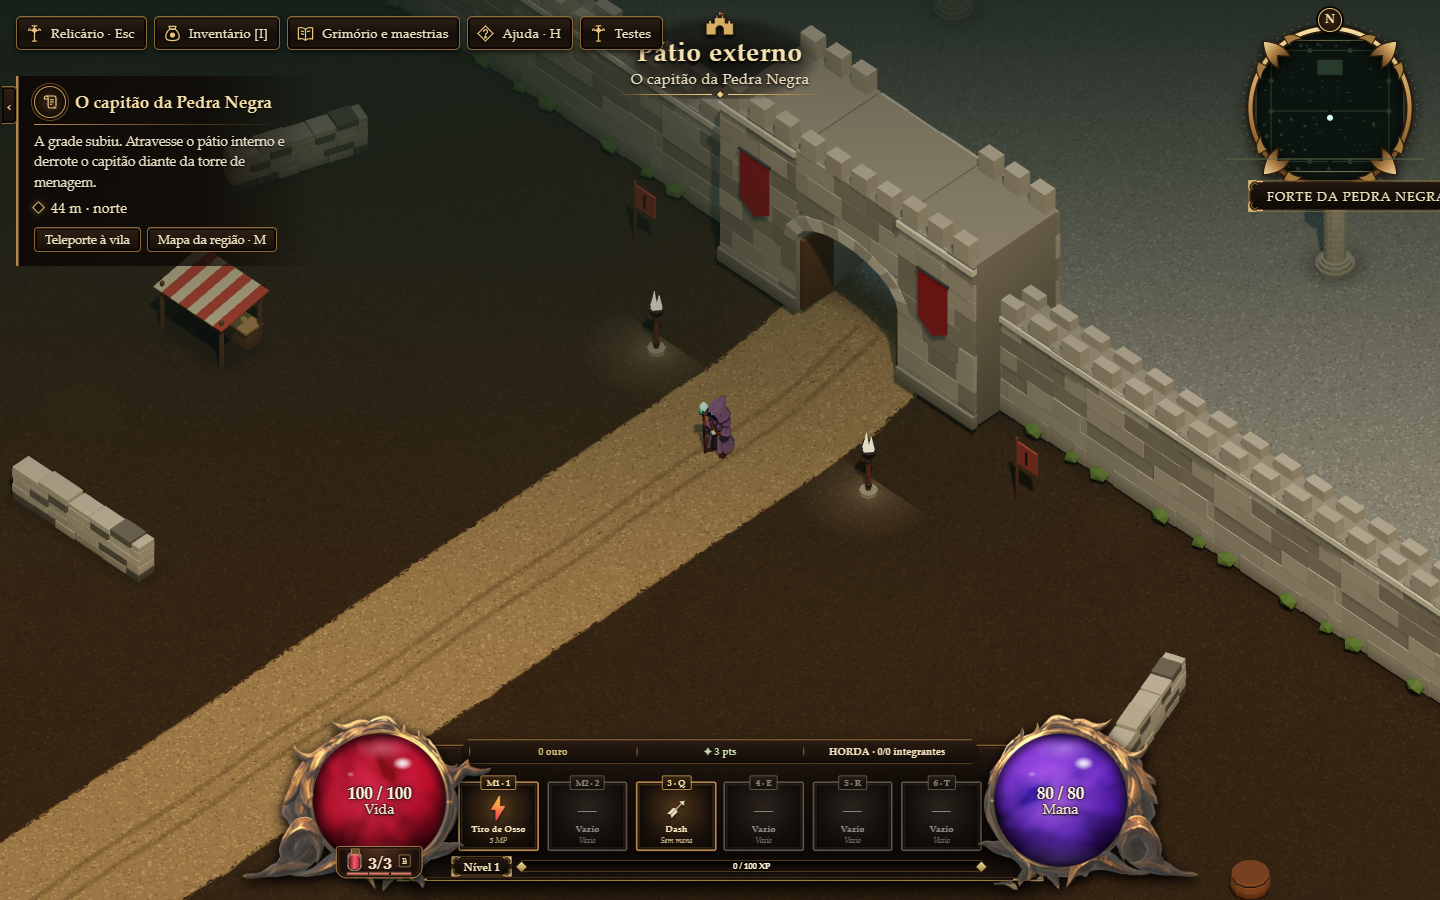 Relicário · Esc
Inventário [I]
Grimório e maestrias
Ajuda · H
Testes
Pátio externo
O capitão da Pedra Negra
N
FORTE DA PEDRA NEGRA
‹
O capitão da Pedra Negra
A grade subiu. Atravesse o pátio interno e
derrote o capitão diante da torre de
menagem.
44 m · norte
Teleporte à vila
Mapa da região · M
0 ouro
3 pts
HORDA · 0/0 integrantes
100 / 100
Vida
3/3
B
M1 · 1
Tiro de Osso
5 MP
M2 · 2
—
Vazio
Vazio
3 · Q
Dash
Sem mana
4 · E
—
Vazio
Vazio
5 · R
—
Vazio
Vazio
6 · T
—
Vazio
Vazio
80 / 80
Mana
Nível 1
0 / 100 XP